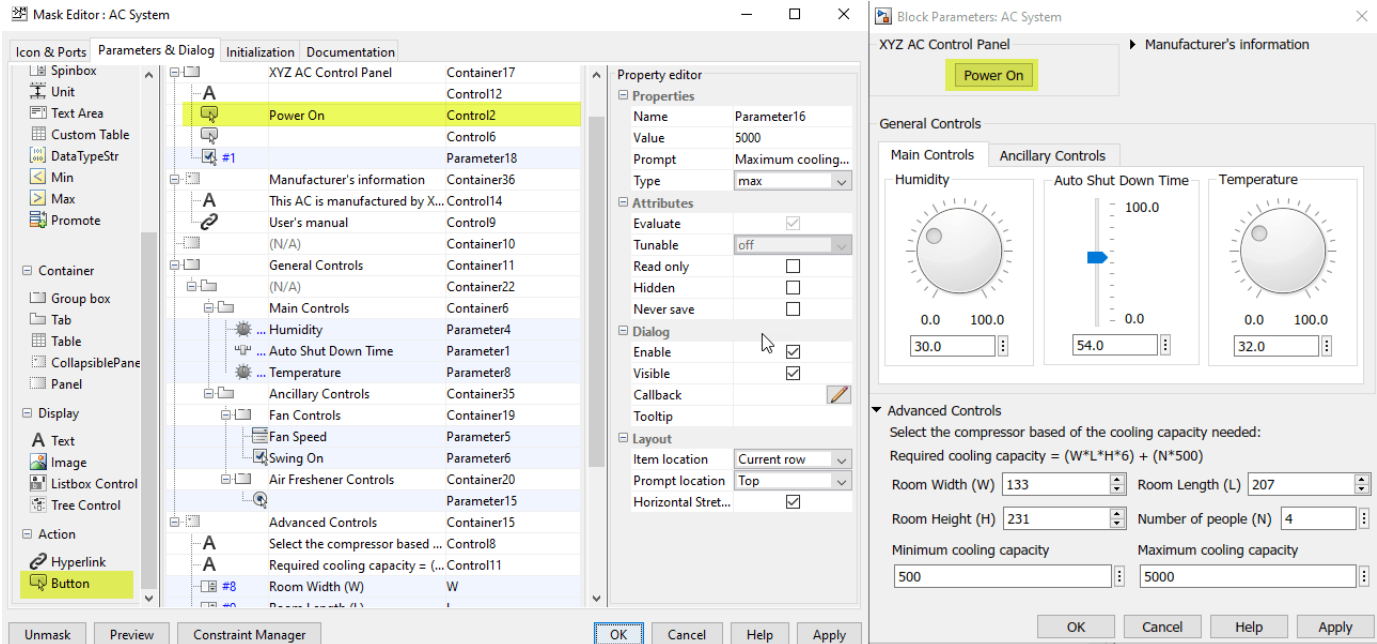 Mask Editor : AC System
Icon & Ports Parameters & Dialog Initialization Documentation
Spinbox
Unit
Text Area
Custom Table
DataTypeStr
Min
Max
Promote
Container
Group box
Tab
Table
CollapsiblePane
Panel
Display
A Text
Image
Listbox Control
Tree Control
Action
Hyperlink
Button
XYZ AC Control Panel Container17
A Control12
Power On Control2
Control6
#1 Parameter18
Manufacturer's information Container36
A This AC is manufactured by X... Control14
User's manual Control9
(N/A) Container10
General Controls Container11
(N/A) Container22
Main Controls Container6
... Humidity Parameter4
... Auto Shut Down Time Parameter1
... Temperature Parameter8
Ancillary Controls Container35
Fan Controls Container19
Fan Speed Parameter5
Swing On Parameter6
Air Freshener Controls Container20
Parameter15
Advanced Controls Container15
A Select the compressor based ... Control8
A Required cooling capacity = (... Control11
#8 Room Width (W) W
#9 Room Length (L) L
Property editor
Properties
Name Parameter16
Value 5000
Prompt Maximum cooling...
Type max
Attributes
Evaluate
Tunable off
Read only
Hidden
Never save
Dialog
Enable
Visible
Callback
Tooltip
Layout
Item location Current row
Prompt location Top
Horizontal Stret...
Unmask Preview Constraint Manager OK Cancel Help Apply
Block Parameters: AC System
XYZ AC Control Panel
Power On
Manufacturer's information
General Controls
Main Controls Ancillary Controls
Humidity
0.0 100.0
30.0
Auto Shut Down Time
100.0
0.0
54.0
Temperature
0.0 100.0
32.0
Advanced Controls
Select the compressor based of the cooling capacity needed:
Required cooling capacity = (W*L*H*6) + (N*500)
Room Width (W) 133 Room Length (L) 207
Room Height (H) 231 Number of people (N) 4
Minimum cooling capacity Maximum cooling capacity
500 5000
OK Cancel Help Apply